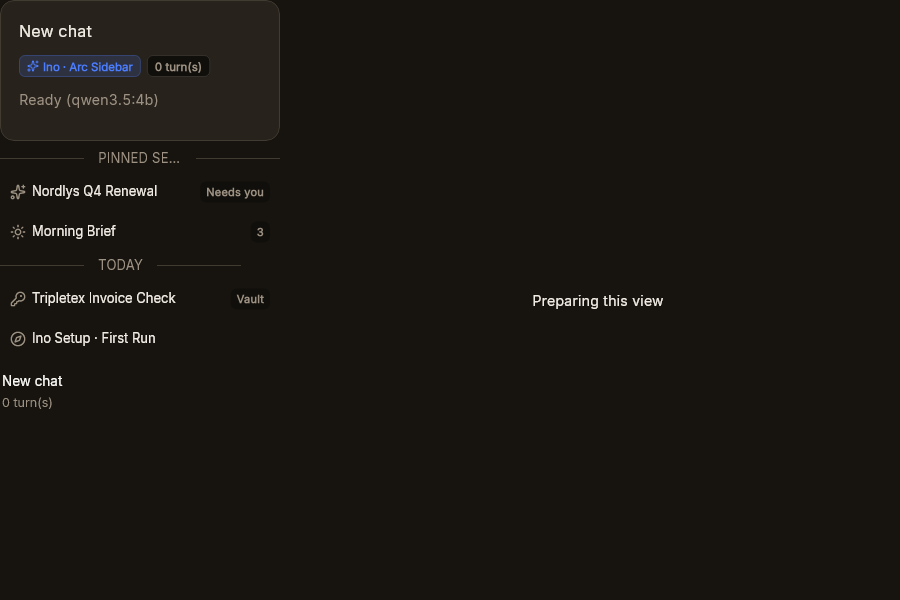 New chat
Ino · Arc Sidebar 0 turn(s)
Ready (qwen3.5:4b)
PINNED SE...
Nordlys Q4 Renewal Needs you
Morning Brief 3
TODAY
Tripletex Invoice Check Vault
Ino Setup · First Run
New chat
0 turn(s)
Preparing this view